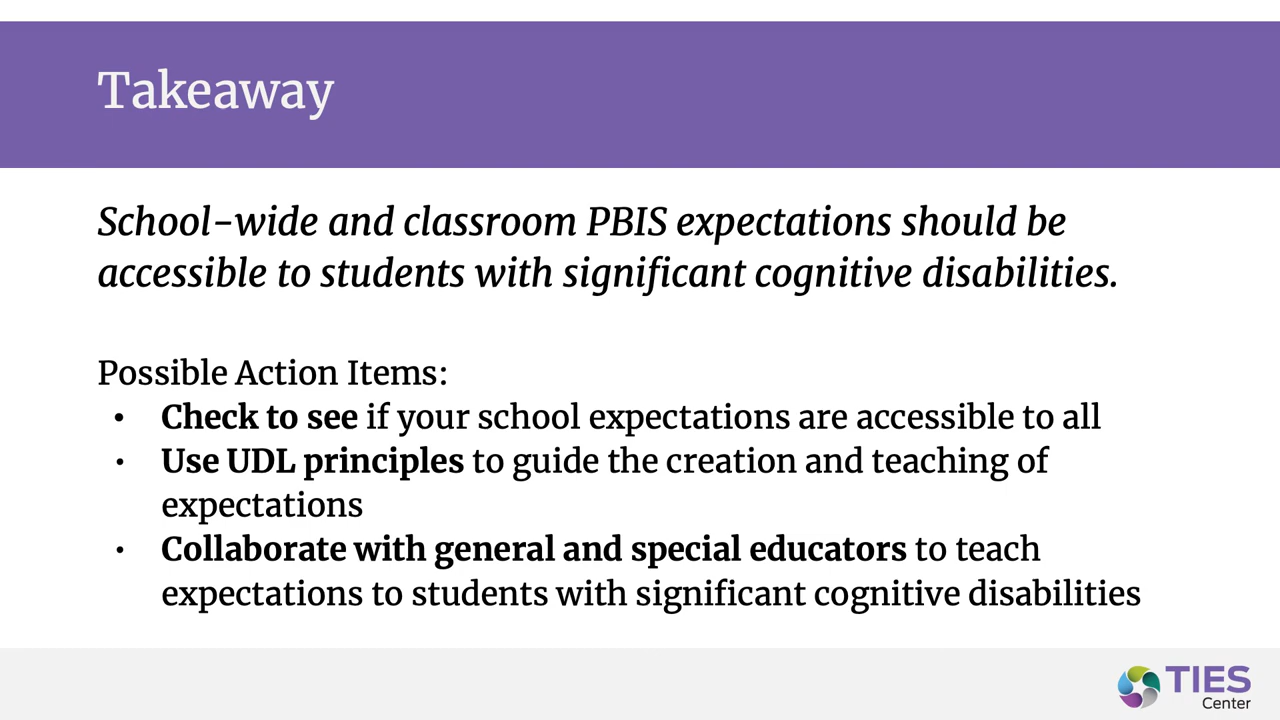 Takeaway
School-wide and classroom PBIS expectations should be
accessible to students with significant cognitive disabilities.
Possible Action Items:
• Check to see if your school expectations are accessible to all
• Use UDL principles to guide the creation and teaching of
expectations
• Collaborate with general and special educators to teach
expectations to students with significant cognitive disabilities
TIES
Center